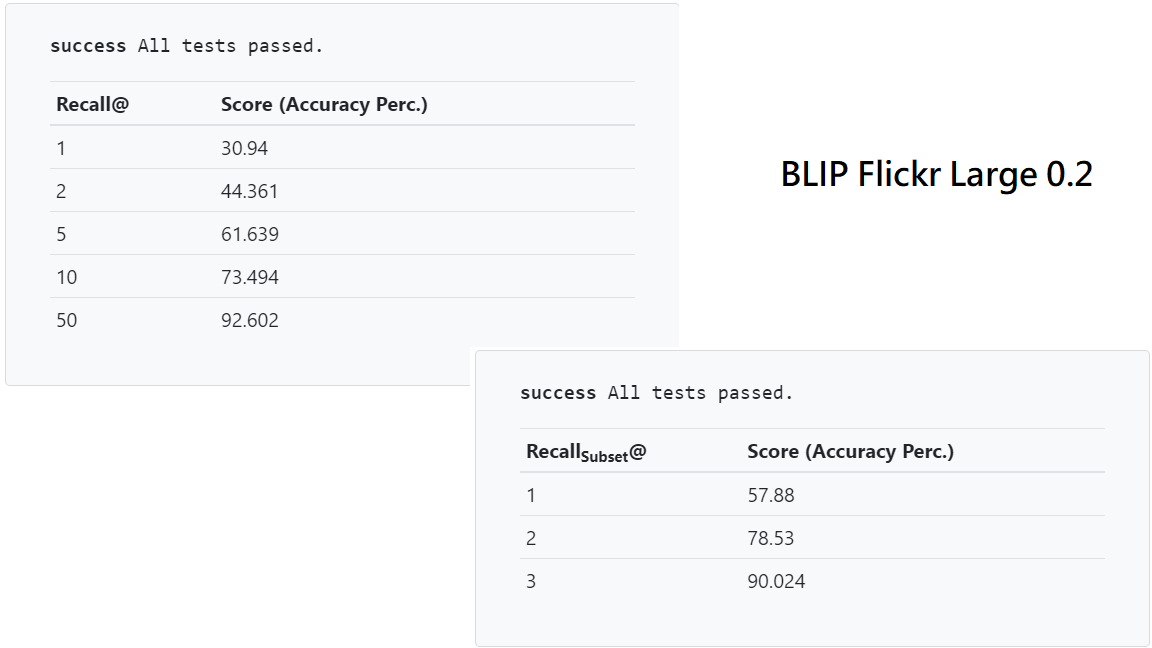 success All tests passed.
Recall@ Score (Accuracy Perc.)
1 30.94
2 44.361
5 61.639
10 73.494
50 92.602
BLIP Flickr Large 0.2
success All tests passed.
RecallSubset@ Score (Accuracy Perc.)
1 57.88
2 78.53
3 90.024